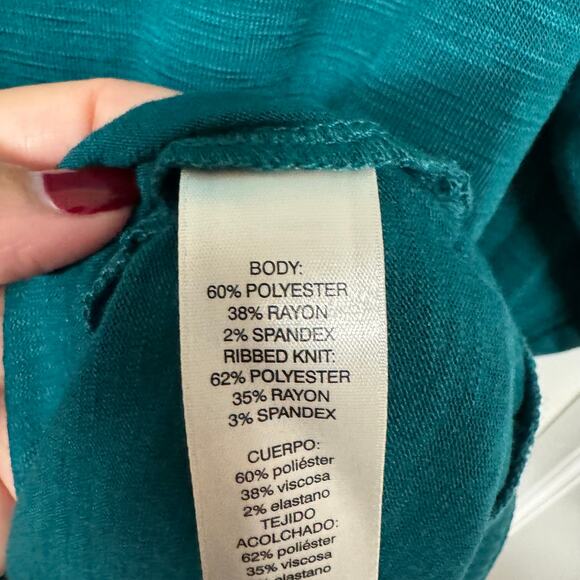 BODY:
60% POLYESTER
38% RAYON
2% SPANDEX
RIBBED KNIT:
62% POLYESTER
35% RAYON
3% SPANDEX
CUERPO:
60% poliéster
38% viscosa
2% elastano
TEJIDO
ACOLCHADO:
62% poliéster
35% viscosa